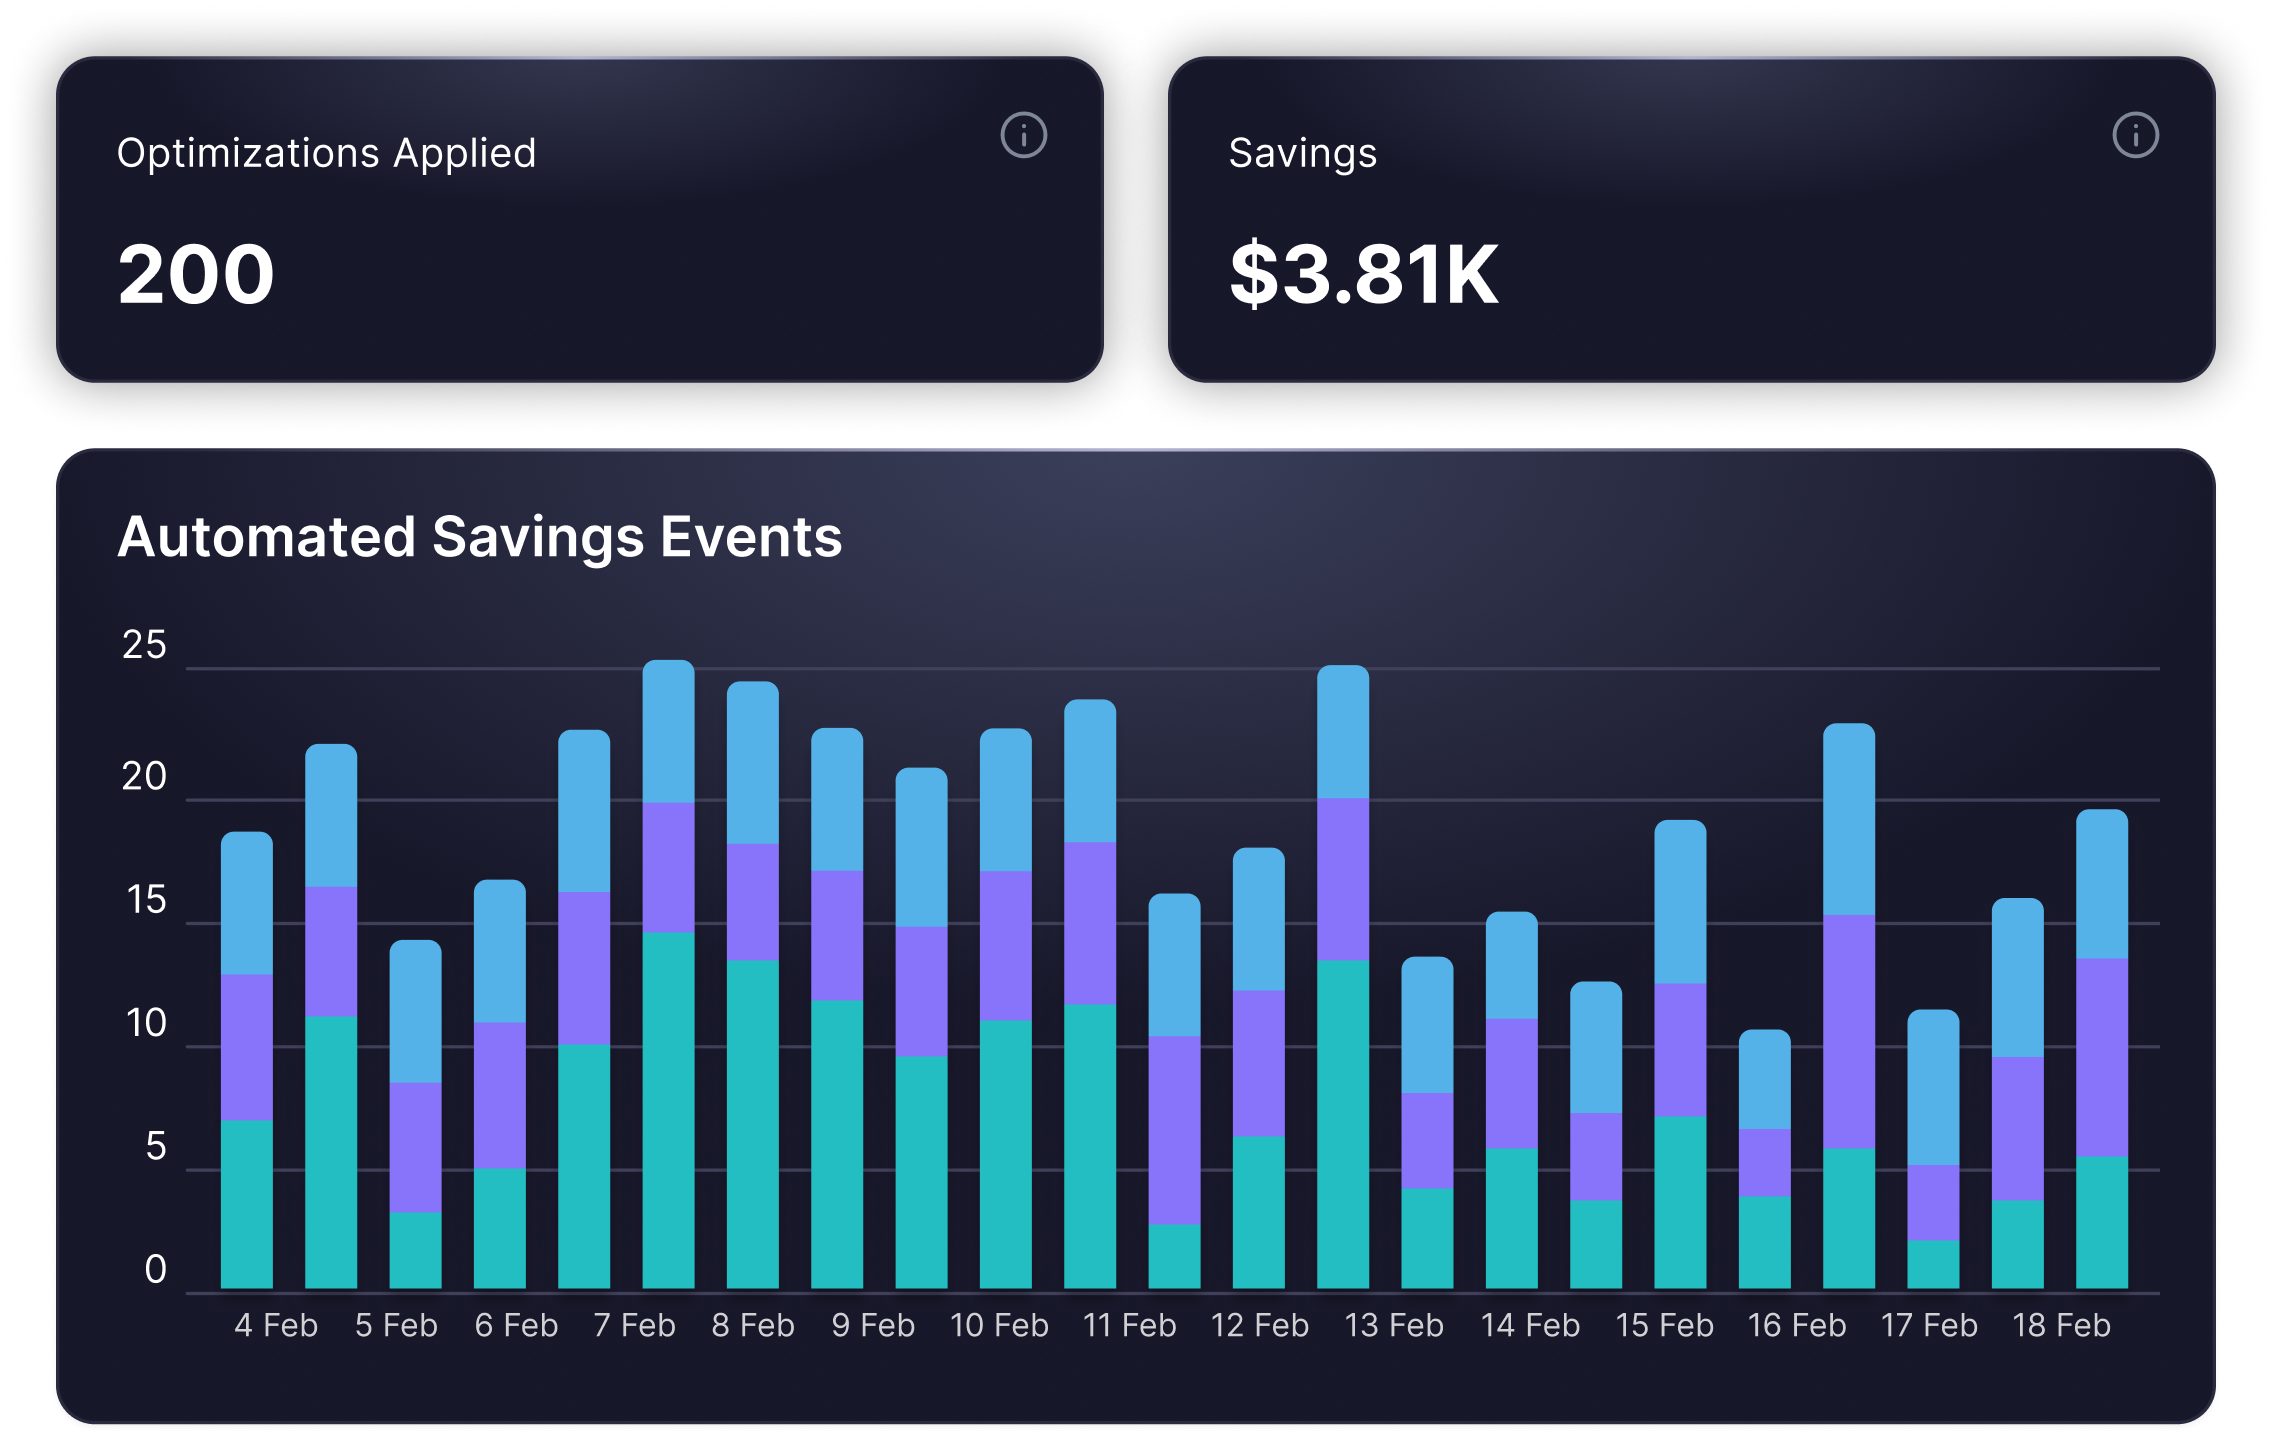 Optimizations Applied
200
Savings
$3.81K
Automated Savings Events
25
20
15
10
5
0
4 Feb 5 Feb 6 Feb 7 Feb 8 Feb 9 Feb 10 Feb 11 Feb 12 Feb 13 Feb 14 Feb 15 Feb 16 Feb 17 Feb 18 Feb